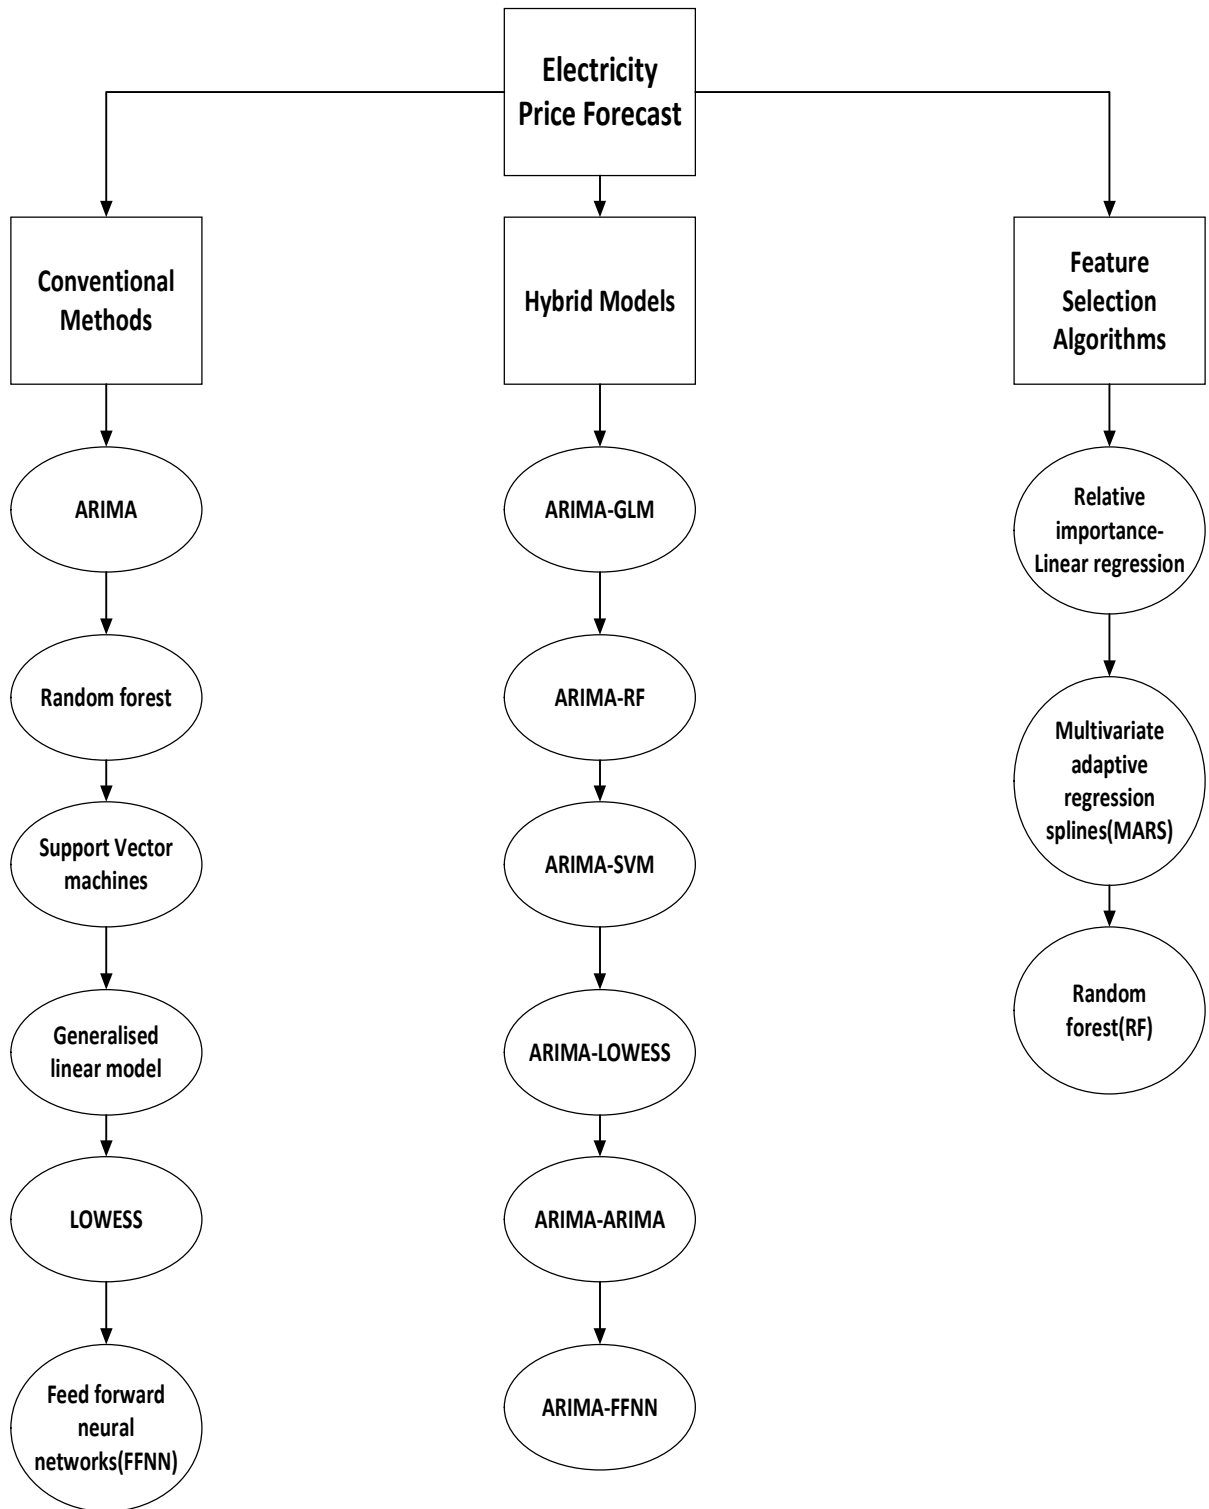 Electricity
Price Forecast
Conventional
Methods
Hybrid Models
Feature
Selection
Algorithms
ARIMA
Random forest
Support Vector
machines
Generalised
linear model
LOWESS
Feed forward
neural
networks(FFNN)
ARIMA-GLM
ARIMA-RF
ARIMA-SVM
ARIMA-LOWESS
ARIMA-ARIMA
ARIMA-FFNN
Relative
importance-
Linear regression
Multivariate
adaptive
regression
splines(MARS)
Random
forest(RF)